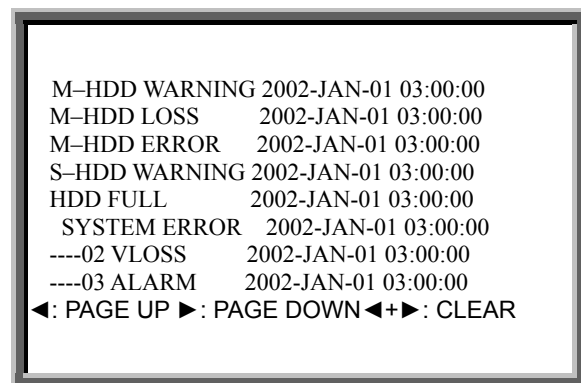 M–HDD WARNING 2002-JAN-01 03:00:00
M–HDD LOSS 2002-JAN-01 03:00:00
M–HDD ERROR 2002-JAN-01 03:00:00
S–HDD WARNING 2002-JAN-01 03:00:00
HDD FULL 2002-JAN-01 03:00:00
SYSTEM ERROR 2002-JAN-01 03:00:00
----02 VLOSS 2002-JAN-01 03:00:00
----03 ALARM 2002-JAN-01 03:00:00
◄: PAGE UP ►: PAGE DOWN◄+►: CLEAR